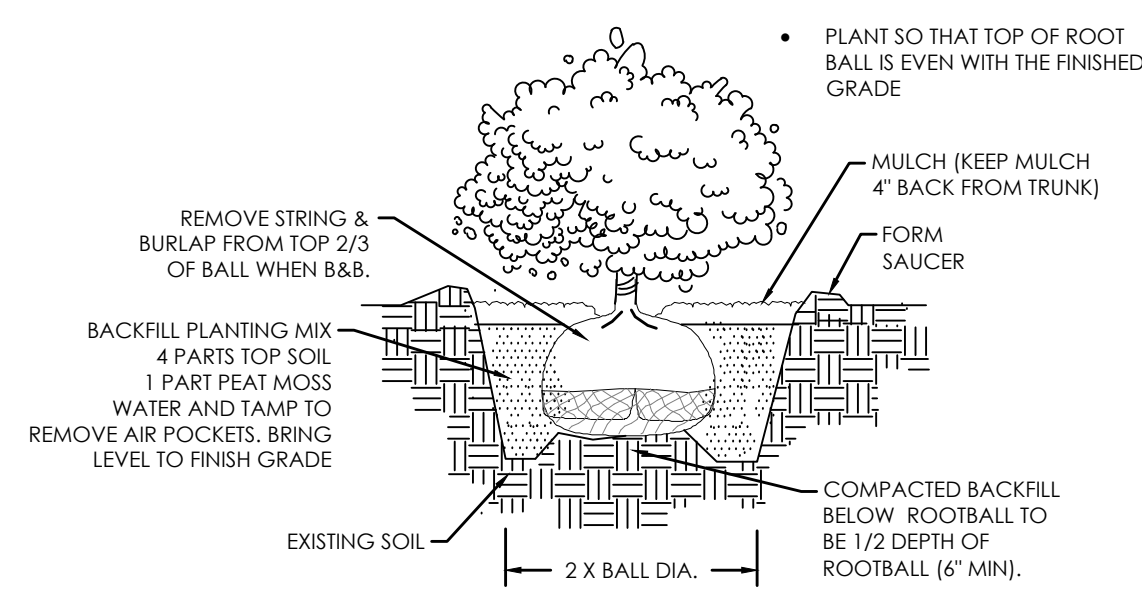 • PLANT SO THAT TOP OF ROOT
BALL IS EVEN WITH THE FINISHED
GRADE
MULCH (KEEP MULCH
4" BACK FROM TRUNK)
REMOVE STRING &
BURLAP FROM TOP 2/3
OF BALL WHEN B&B.
FORM
SAUCER
BACKFILL PLANTING MIX
4 PARTS TOP SOIL
1 PART PEAT MOSS
WATER AND TAMP TO
REMOVE AIR POCKETS. BRING
LEVEL TO FINISH GRADE
COMPACTED BACKFILL
BELOW ROOTBALL TO
BE 1/2 DEPTH OF
ROOTBALL (6" MIN).
EXISTING SOIL
2 X BALL DIA.